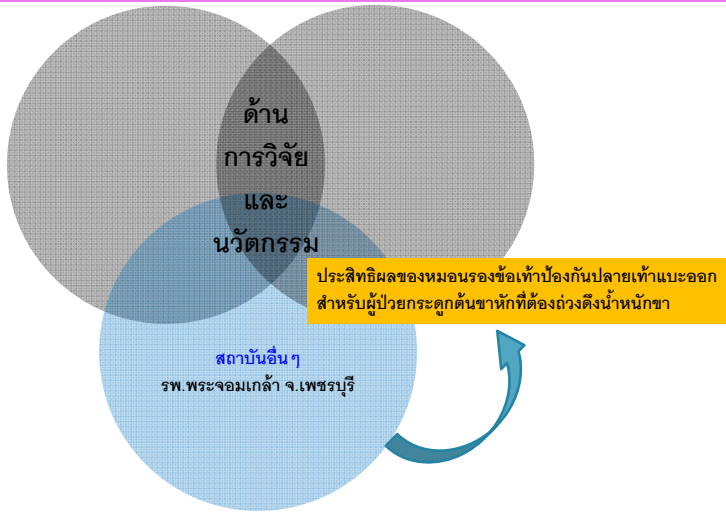 ด้าน
การวิจัย
และ
นวัตกรรม
ประสิทธิผลของหมอนรองข้อเท้าป้องกันปลายเท้าแบะออก
สำหรับผู้ป่วยกระดูกต้นขาหักที่ต้องถ่วงดึงน้ำหนักขา
สถาบันอื่น ๆ
รพ.พระจอมเกล้า จ.เพชรบุรี